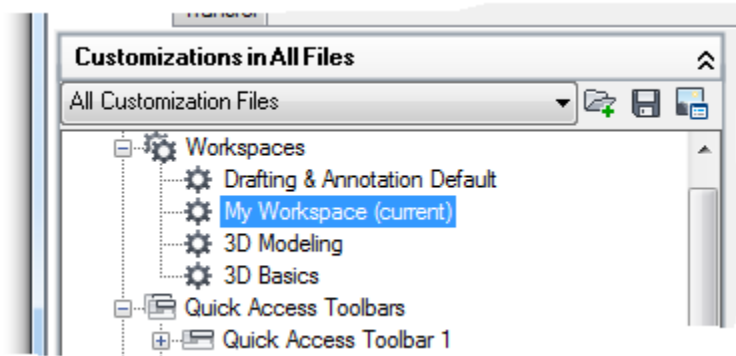 Transfer
Customizations in All Files
All Customization Files
Workspaces
Drafting & Annotation Default
My Workspace (current)
3D Modeling
3D Basics
Quick Access Toolbars
Quick Access Toolbar 1